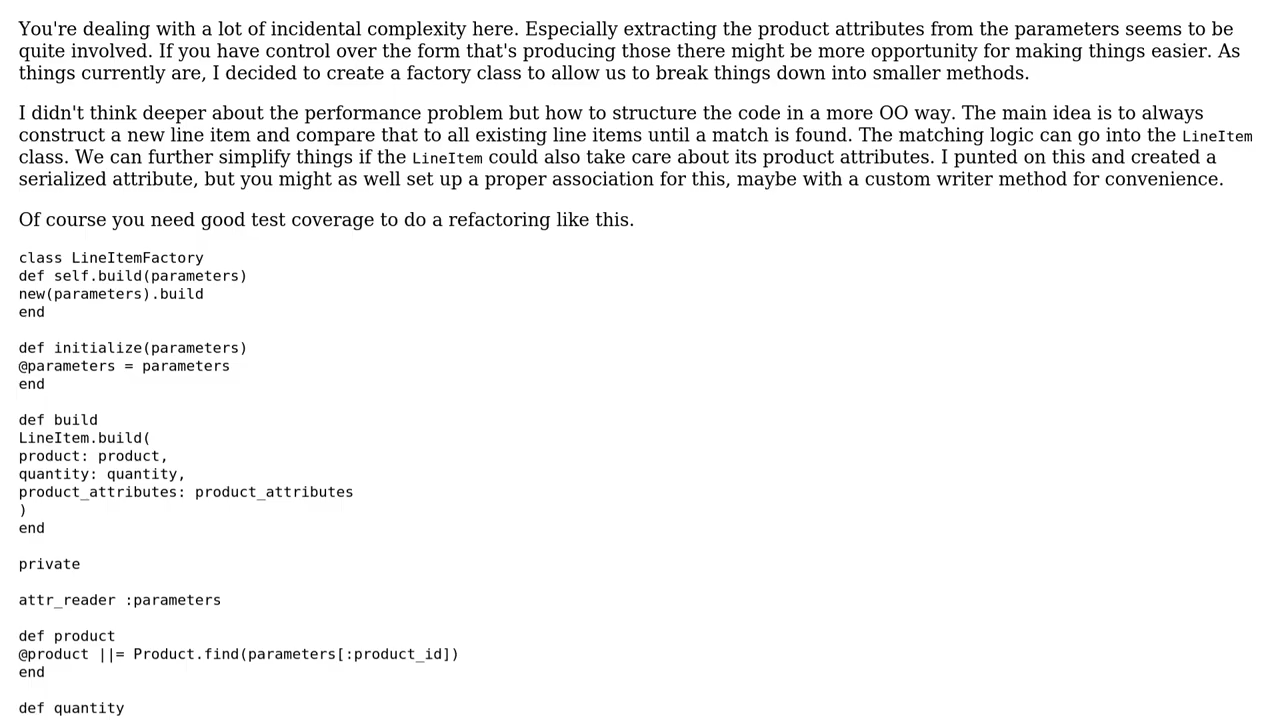 You're dealing with a lot of incidental complexity here. Especially extracting the product attributes from the parameters seems to be
quite involved. If you have control over the form that's producing those there might be more opportunity for making things easier. As
things currently are, I decided to create a factory class to allow us to break things down into smaller methods.
I didn't think deeper about the performance problem but how to structure the code in a more OO way. The main idea is to always
construct a new line item and compare that to all existing line items until a match is found. The matching logic can go into the LineItem
class. We can further simplify things if the LineItem could also take care about its product attributes. I punted on this and created a
serialized attribute, but you might as well set up a proper association for this, maybe with a custom writer method for convenience.
Of course you need good test coverage to do a refactoring like this.
class LineItemFactory
def self.build(parameters)
new(parameters).build
end
def initialize(parameters)
@parameters = parameters
end
def build
LineItem.build(
product: product,
quantity: quantity,
product_attributes: product_attributes
)
end
private
attr_reader :parameters
def product
@product ||= Product.find(parameters[:product_id])
end
def quantity